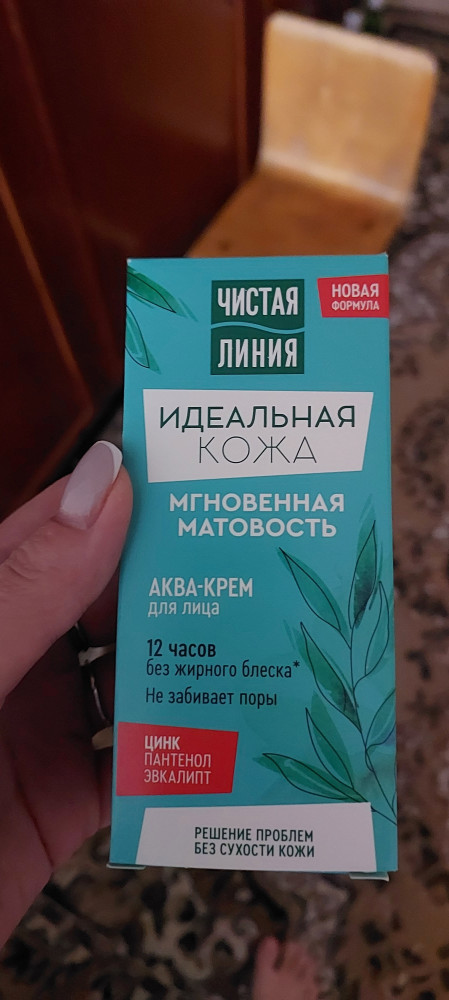 ЧИСТАЯ
ЛИНИЯ
НОВАЯ
ФОРМУЛА
ИДЕАЛЬНАЯ
КОЖА
МГНОВЕННАЯ
МАТОВОСТЬ
АКВА-КРЕМ
для лица
12 часов
без жирного блеска*
Не забивает поры
ЦИНК
ПАНТЕНОЛ
ЭВКАЛИПТ
РЕШЕНИЕ ПРОБЛЕМ
БЕЗ СУХОСТИ КОЖИ